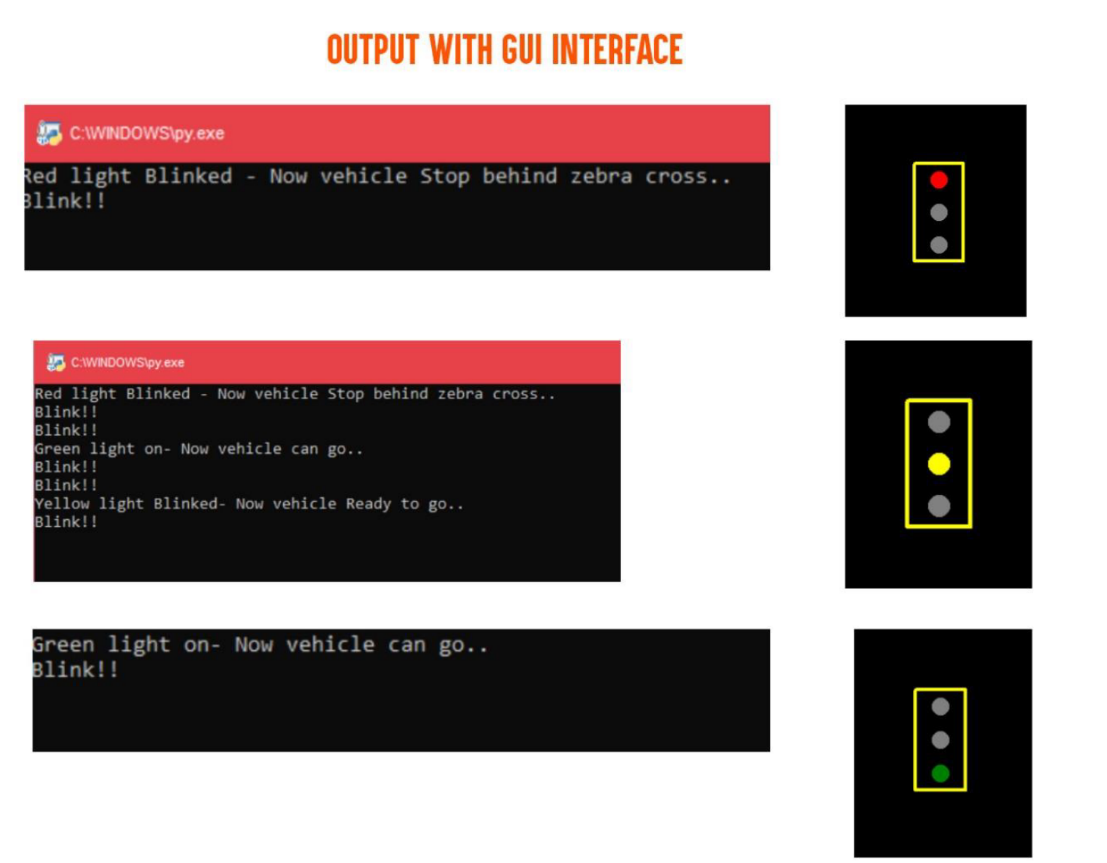 OUTPUT WITH GUI INTERFACE
C:\WINDOWS\py.exe
Red light Blinked - Now vehicle Stop behind zebra cross..
Blink!!
C:\WINDOWS\py.exe
Red light Blinked - Now vehicle Stop behind zebra cross..
Blink!!
Blink!!
Green light on- Now vehicle can go..
Blink!!
Blink!!
Yellow light Blinked- Now vehicle Ready to go..
Blink!!
Green light on- Now vehicle can go..
Blink!!